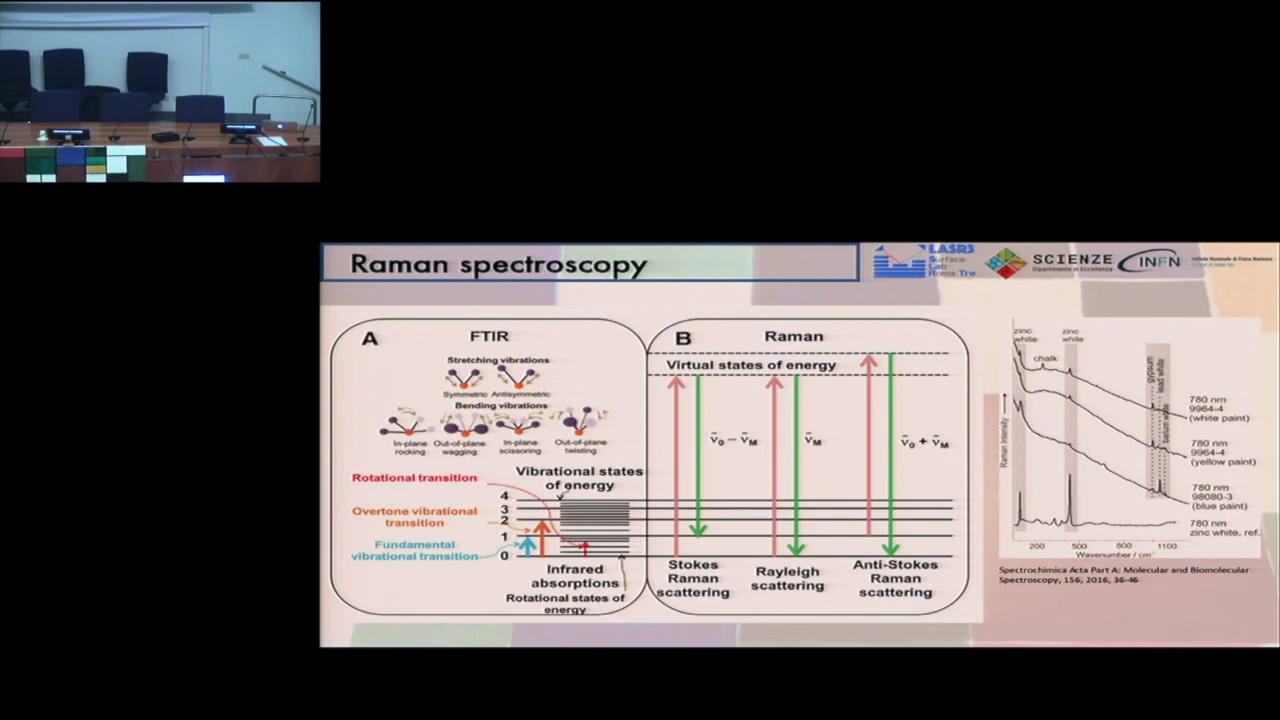 Raman spectroscopy
LASR3
Surface
Lab
Roma Tre
SCIENZE
Dipartimento di Eccellenza
INFN
Istituto Nazionale di Fisica Nucleare
A
FTIR
Stretching vibrations
Symmetric Antisymmetric
Bending vibrations
In-plane
rocking
Out-of-plane
wagging
In-plane
scissoring
Out-of-plane
twisting
Rotational transition
Vibrational states
of energy
Overtone vibrational
transition
Fundamental
vibrational transition
4
3
2
1
0
Infrared
absorptions
Rotational states of
energy
B
Raman
Virtual states of energy
ν̄0 – ν̄M
ν̄M
ν̄0 + ν̄M
Stokes
Raman
scattering
Rayleigh
scattering
Anti-Stokes
Raman
scattering
zinc
white
zinc
white
chalk
gypsum
white lead
barium white
Raman Intensity
780 nm
9964-4
(white paint)
780 nm
9964-4
(yellow paint)
780 nm
98080-3
(blue paint)
780 nm
zinc white, ref.
200 500 800 1100
Wavenumber / cm-1
Spectrochimica Acta Part A: Molecular and Biomolecular
Spectroscopy, 156, 2016, 36-46